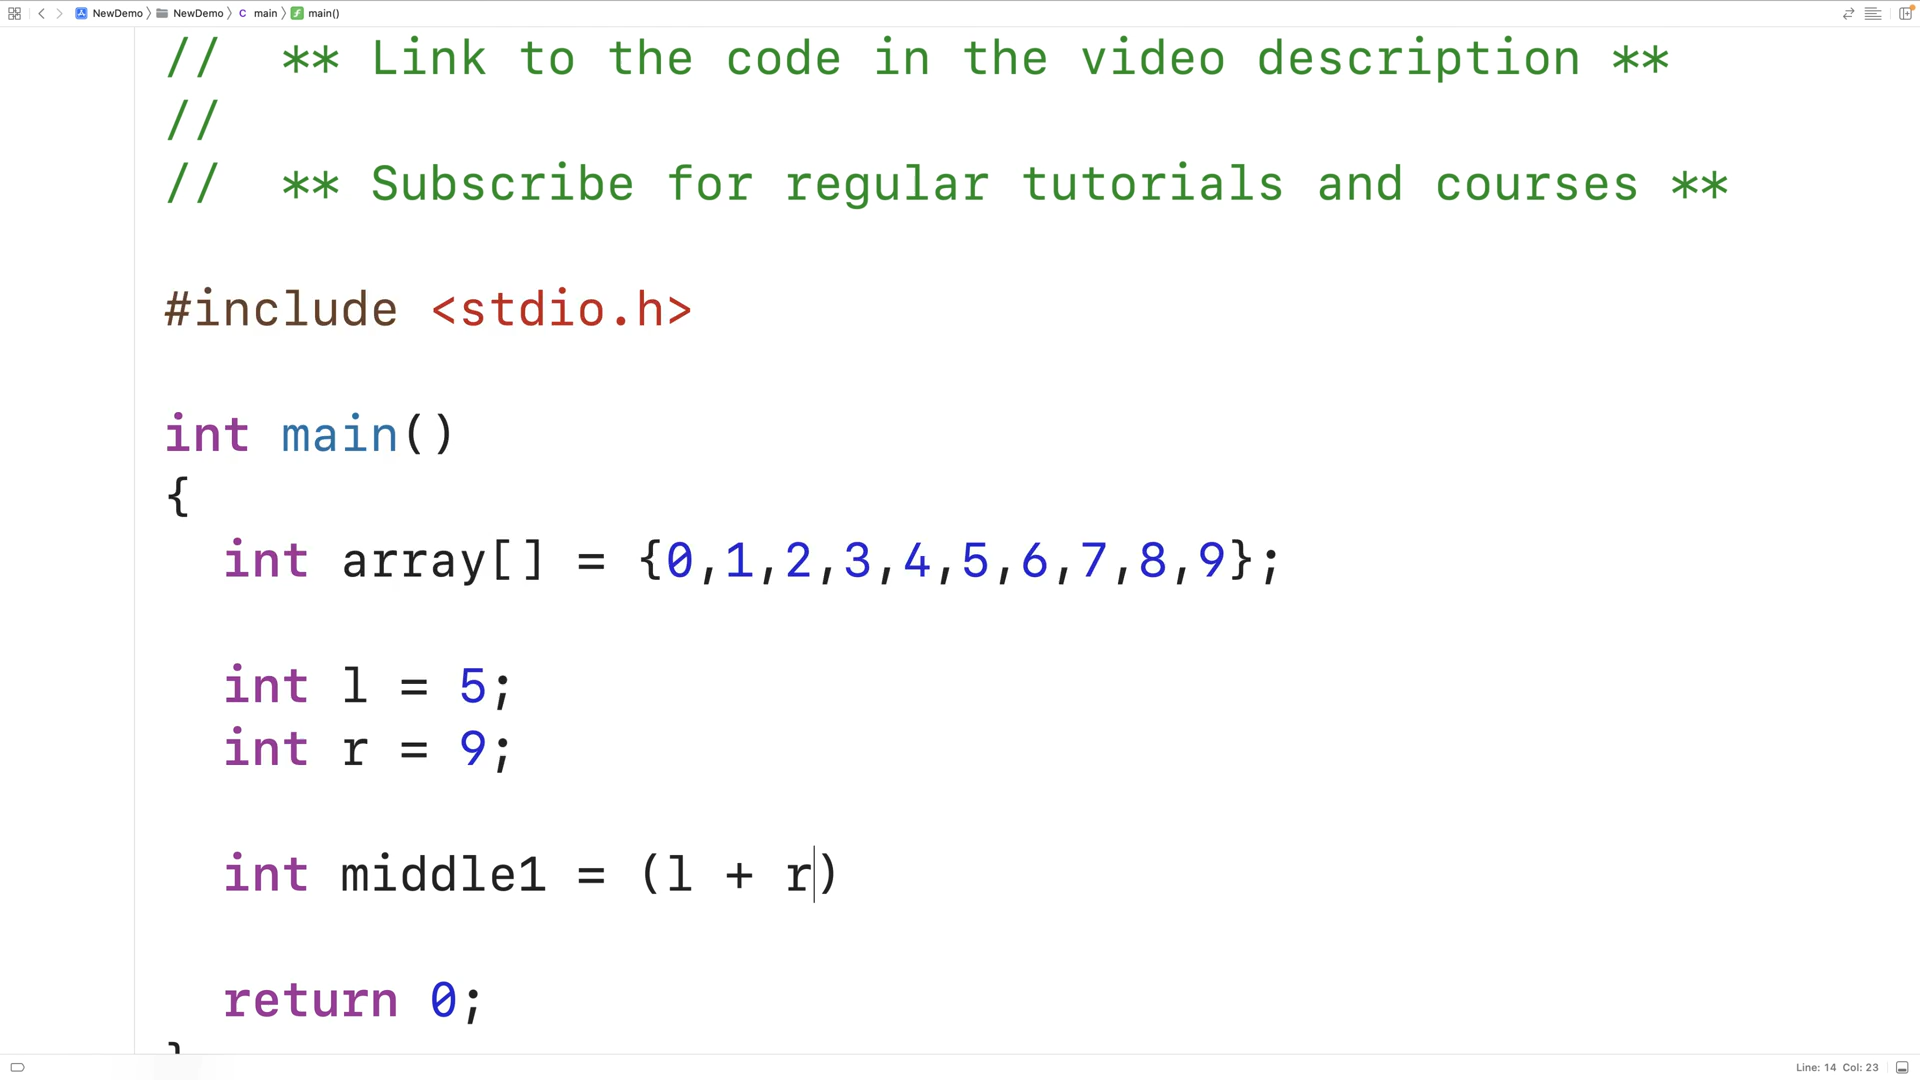 NewDemo NewDemo C main main()
// ** Link to the code in the video description **
//
// ** Subscribe for regular tutorials and courses **
#include <stdio.h>
int main()
{
int array[] = {0,1,2,3,4,5,6,7,8,9};
int l = 5;
int r = 9;
int middle1 = (l + r)
return 0;
}
Line: 14 Col: 23